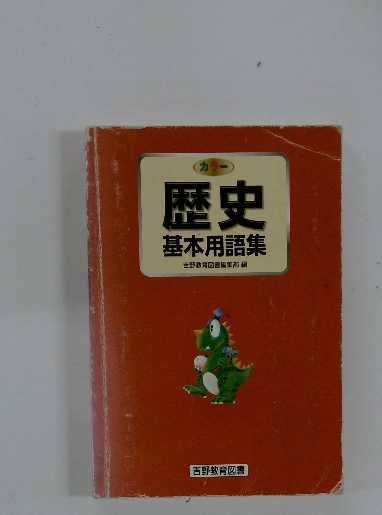 カラー
歴史
基本用語集
吉野教育図書編集部 編
吉野教育図書